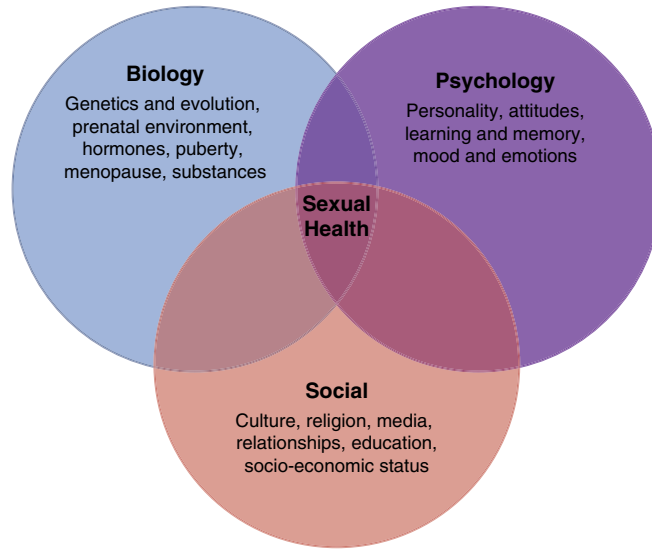 Biology
Genetics and evolution,
prenatal environment,
hormones, puberty,
menopause, substances
Psychology
Personality, attitudes,
learning and memory,
mood and emotions
Sexual
Health
Social
Culture, religion, media,
relationships, education,
socio-economic status